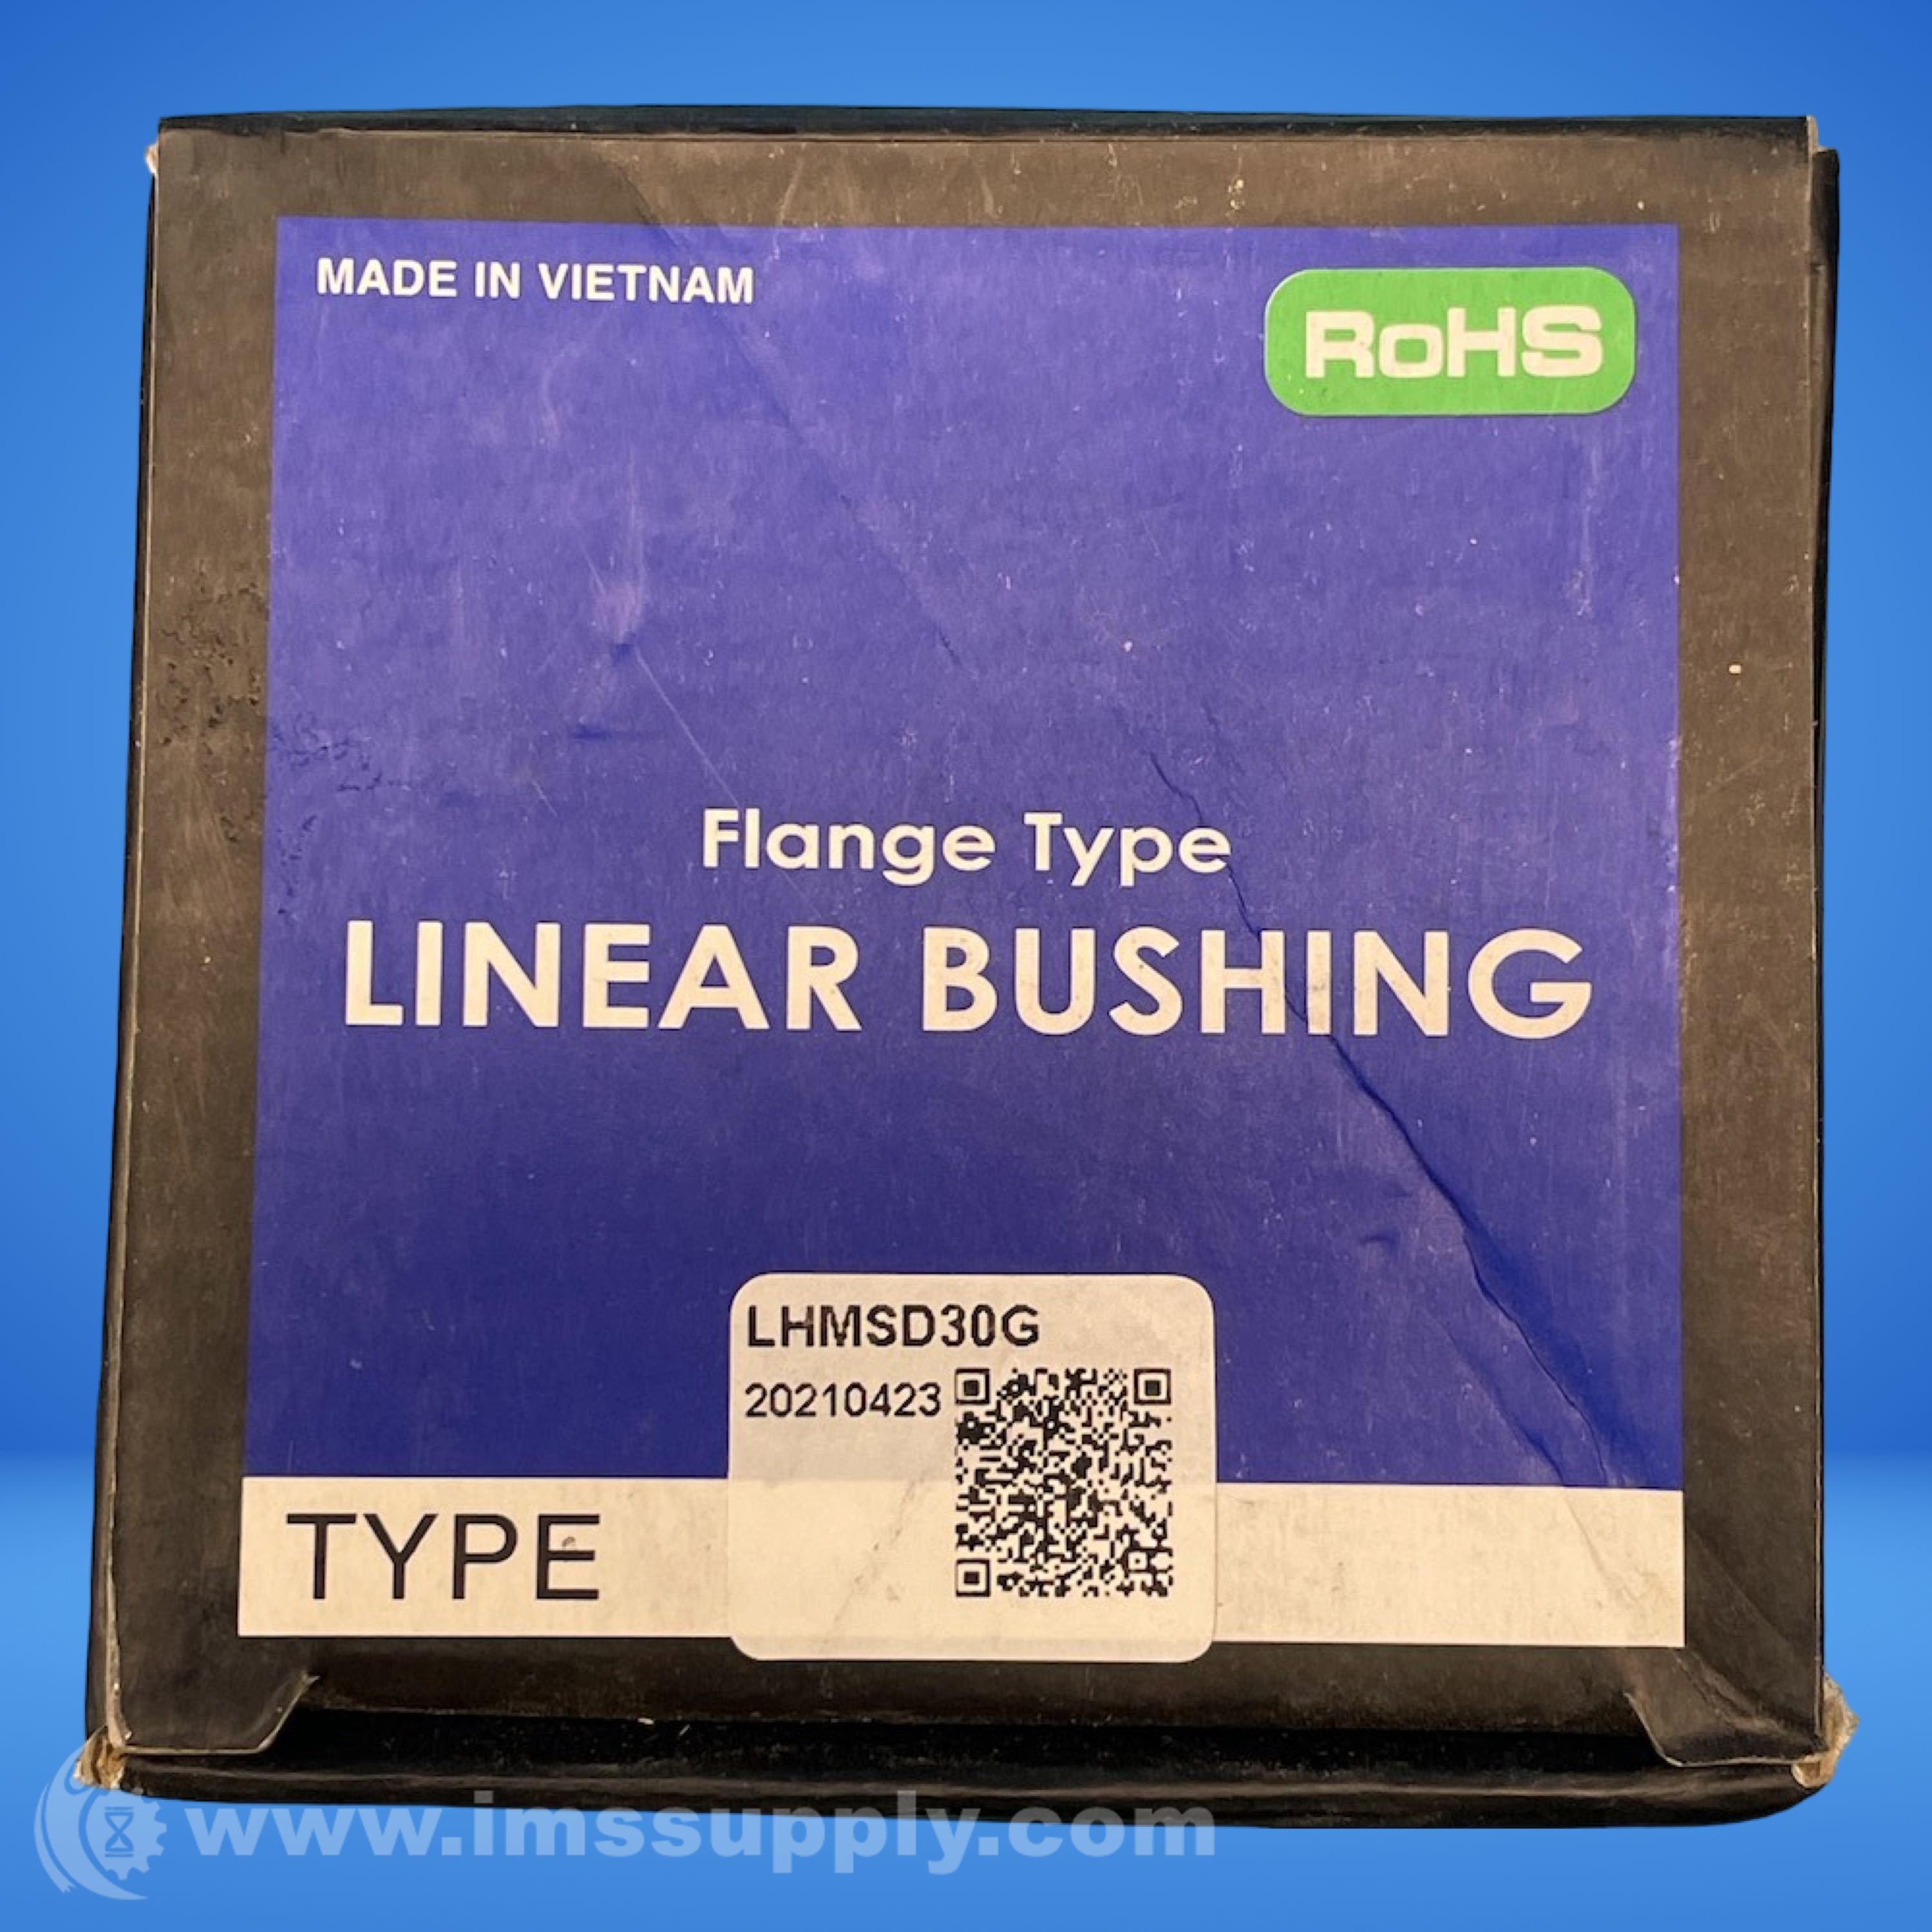 MADE IN VIETNAM
RoHS
Flange Type
LINEAR BUSHING
LHMSD30G
20210423
TYPE
www.imssupply.com